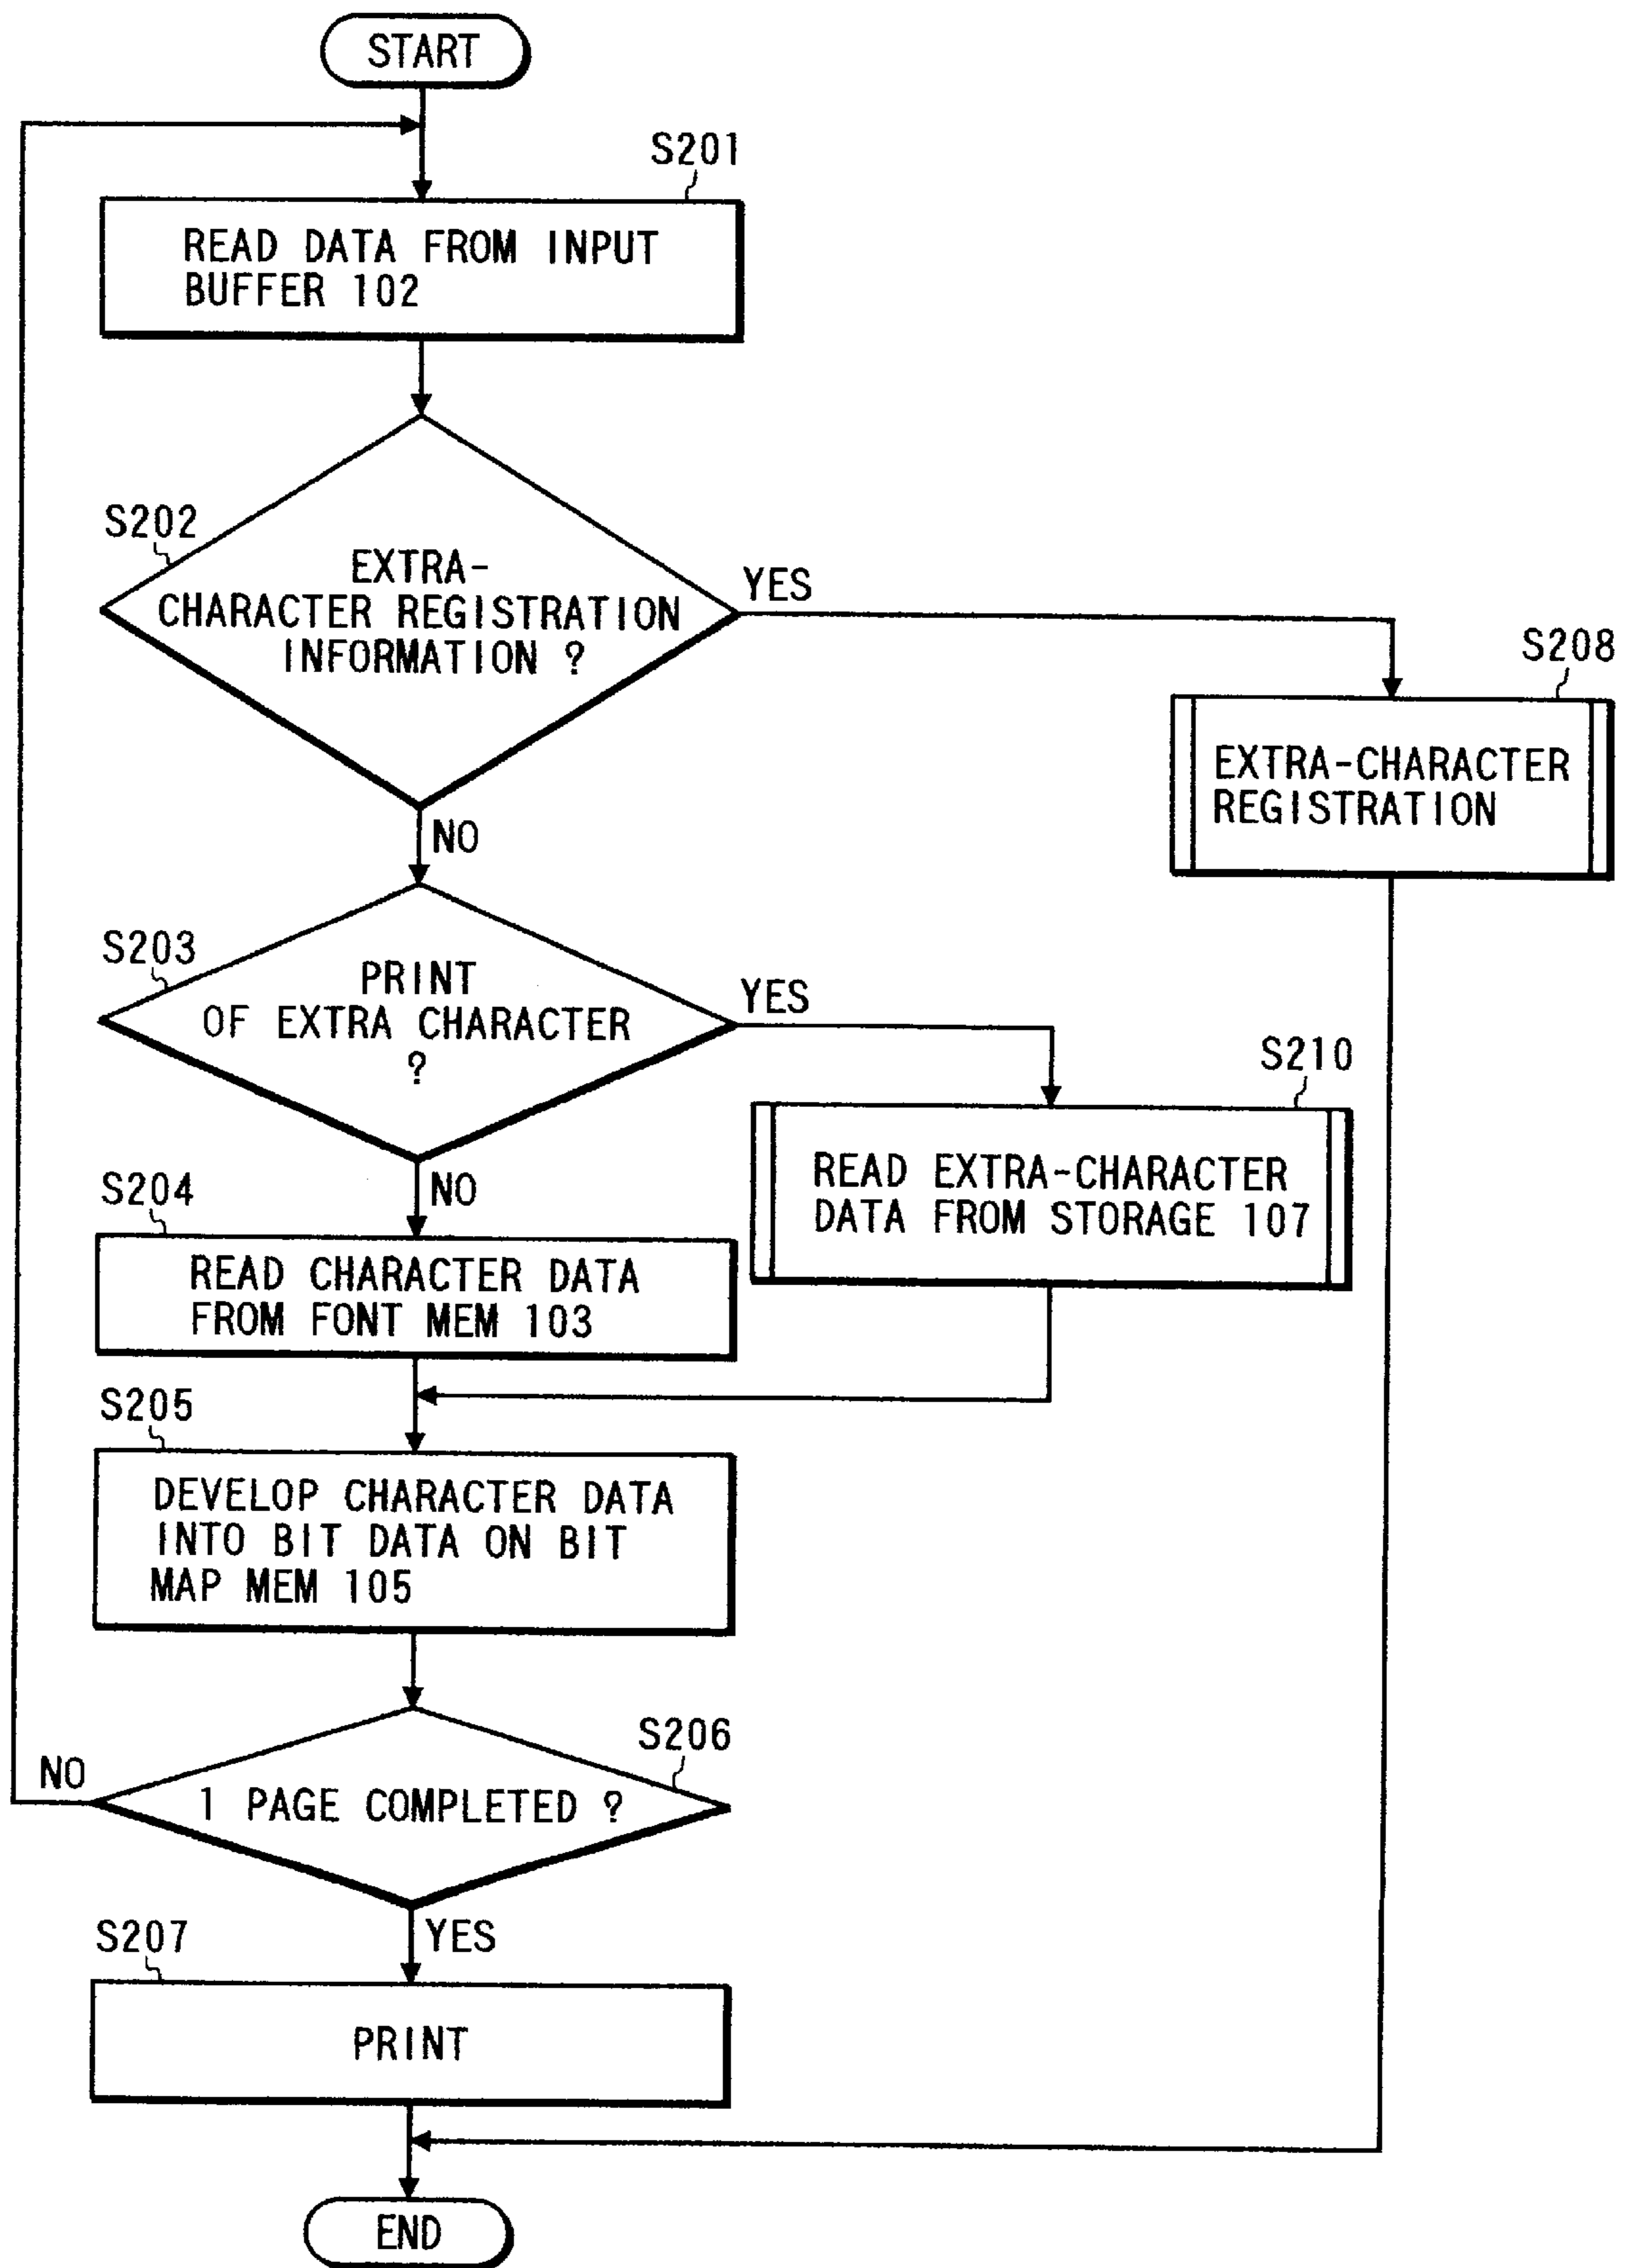 START
S201
READ DATA FROM INPUT
BUFFER 102
S202
EXTRA-
CHARACTER REGISTRATION
INFORMATION ?
YES
NO
S208
EXTRA-CHARACTER
REGISTRATION
S203
PRINT
OF EXTRA CHARACTER
?
YES
NO
S210
READ EXTRA-CHARACTER
DATA FROM STORAGE 107
S204
READ CHARACTER DATA
FROM FONT MEM 103
S205
DEVELOP CHARACTER DATA
INTO BIT DATA ON BIT
MAP MEM 105
S206
1 PAGE COMPLETED ?
NO
YES
S207
PRINT
END